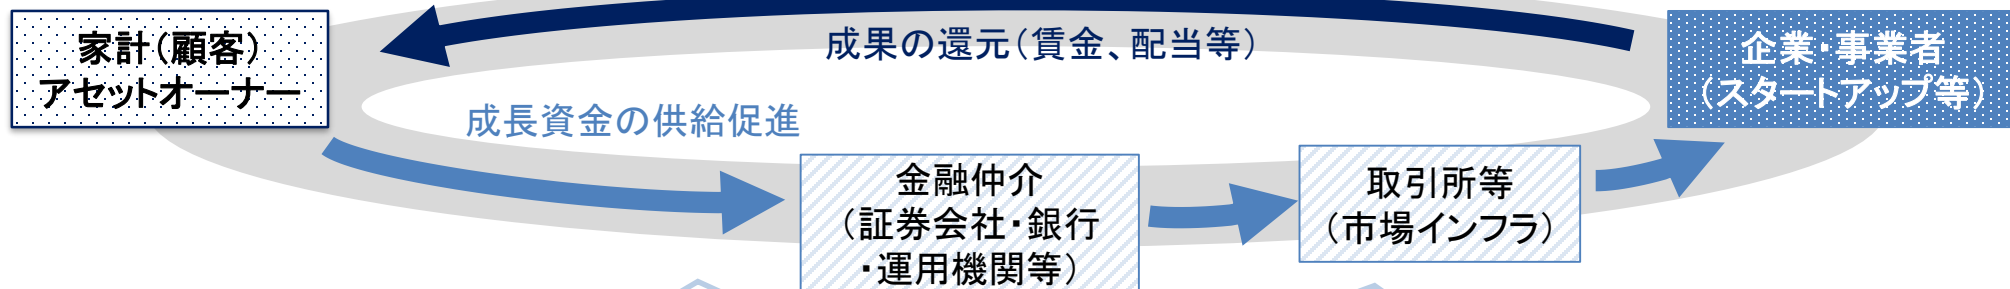 家計（顧客）
アセットオーナー
成果の還元（賃金、配当等）
企業・事業者
（スタートアップ等）
成長資金の供給促進
金融仲介
（証券会社・銀行
・運用機関等）
取引所等
（市場インフラ）